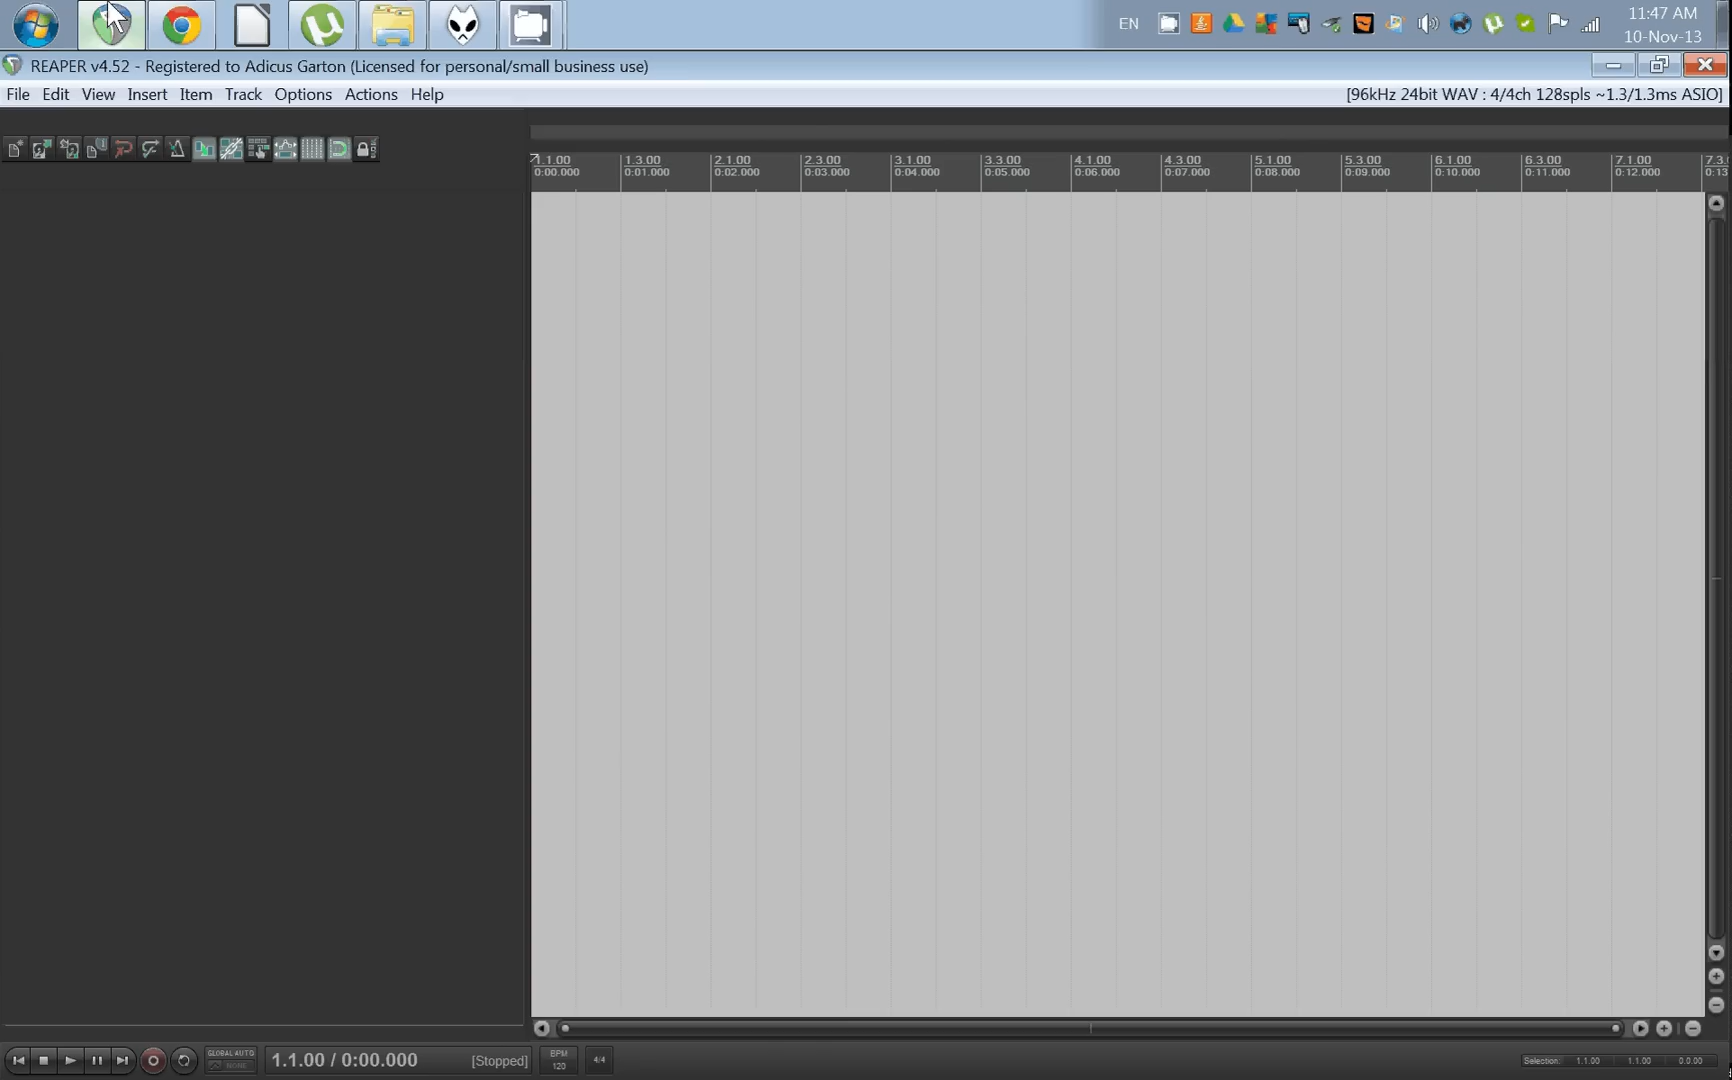 EN
11:47 AM
10-Nov-13
REAPER v4.52 - Registered to Adicus Garton (Licensed for personal/small business use)
File Edit View Insert Item Track Options Actions Help
[96kHz 24bit WAV : 4/4ch 128spls ~1.3/1.3ms ASIO]
1.1.00 1.3.00 2.1.00 2.3.00 3.1.00 3.3.00 4.1.00 4.3.00 5.1.00 5.3.00 6.1.00 6.3.00 7.1.00 7.3.
0:00.000 0:01.000 0:02.000 0:03.000 0:04.000 0:05.000 0:06.000 0:07.000 0:08.000 0:09.000 0:10.000 0:11.000 0:12.000 0:13
GLOBAL AUTO
NONE
1.1.00 / 0:00.000 [Stopped]
BPM
120
4/4
Selection: 1.1.00 1.1.00 0.0.00